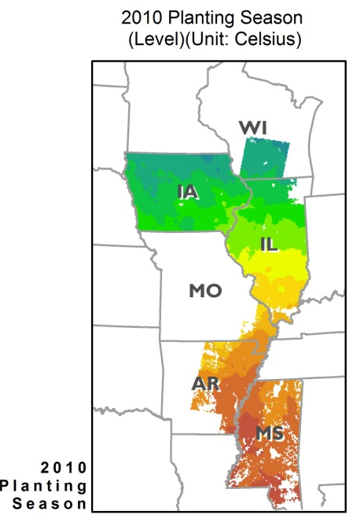 2010 Planting Season
(Level)(Unit: Celsius)
WI
IA
IL
MO
AR
MS
2010
Planting
Season